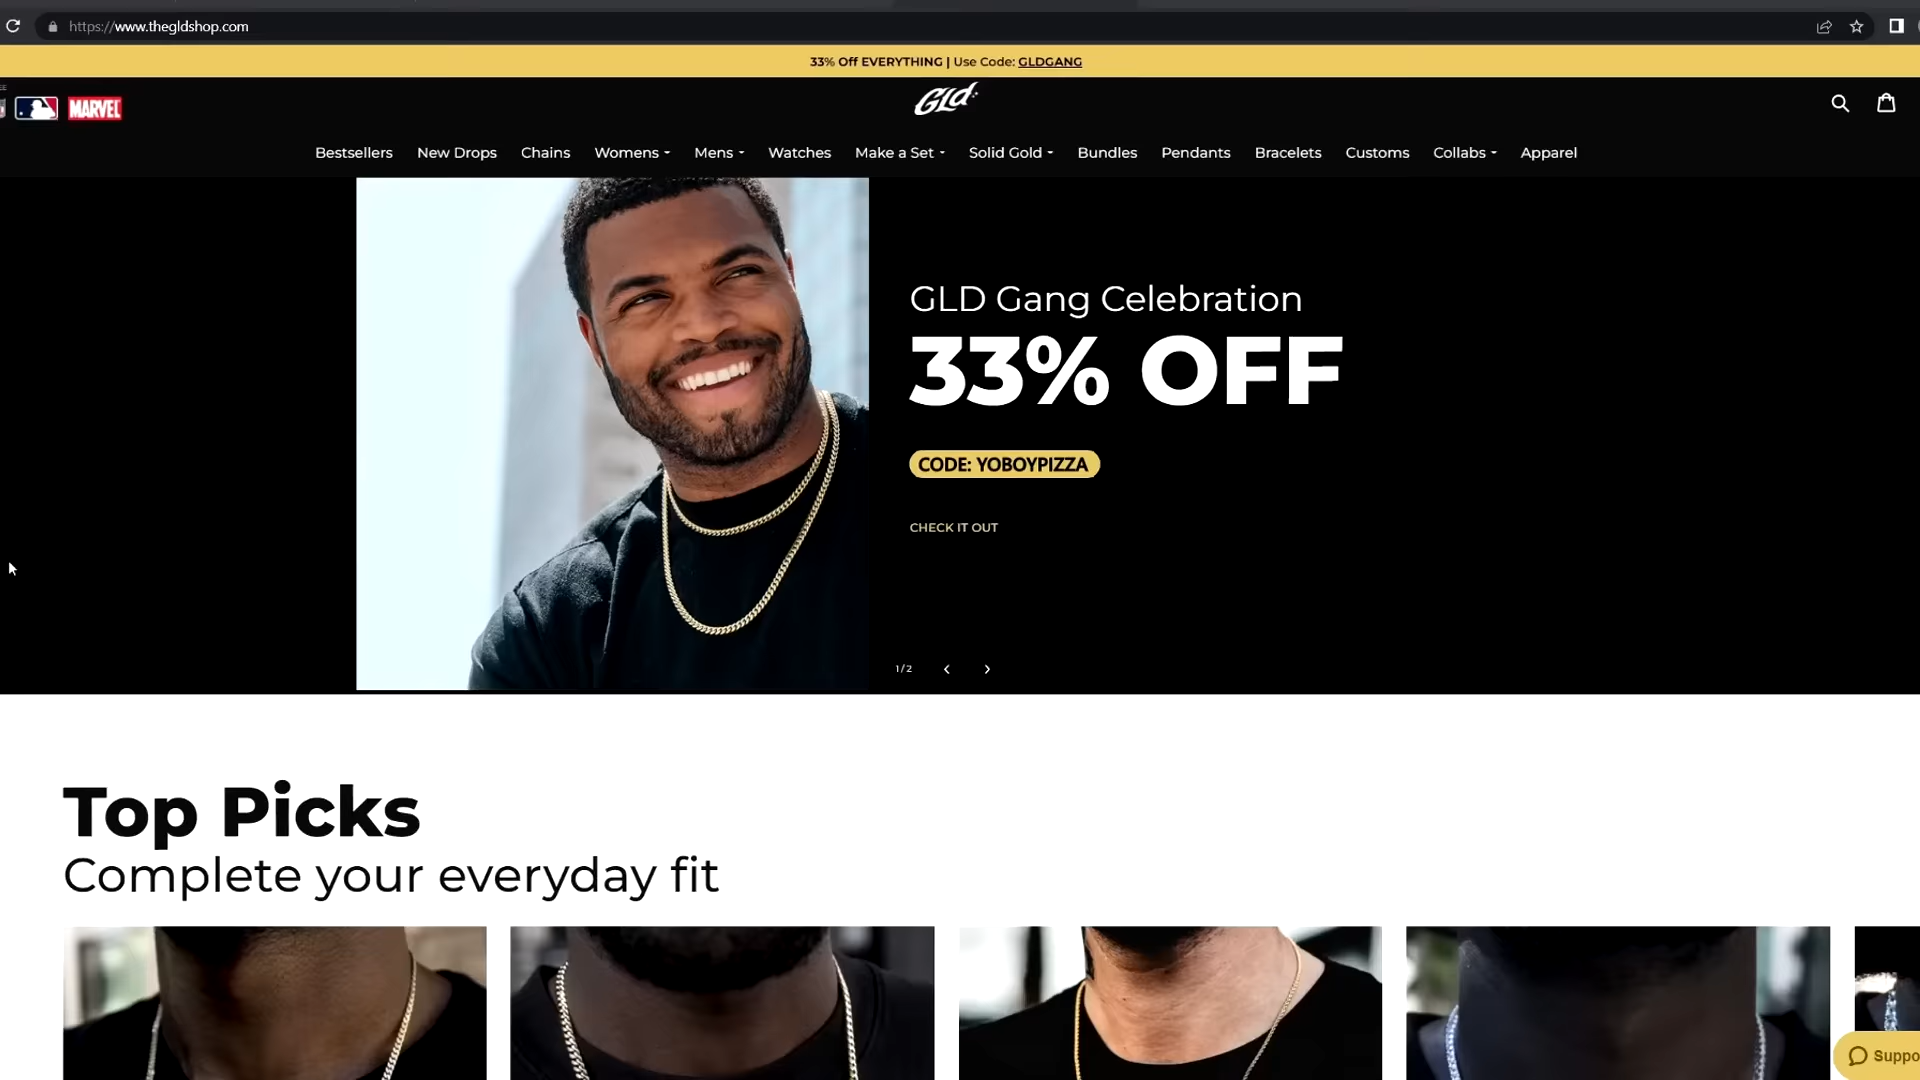 https://www.thegldshop.com
33% Off EVERYTHING | Use Code: GLDGANG
MARVEL
GLD
Bestsellers New Drops Chains Womens Mens Watches Make a Set Solid Gold Bundles Pendants Bracelets Customs Collabs Apparel
GLD Gang Celebration
33% OFF
CODE: YOBOYPIZZA
CHECK IT OUT
1/2
Top Picks
Complete your everyday fit
Suppo